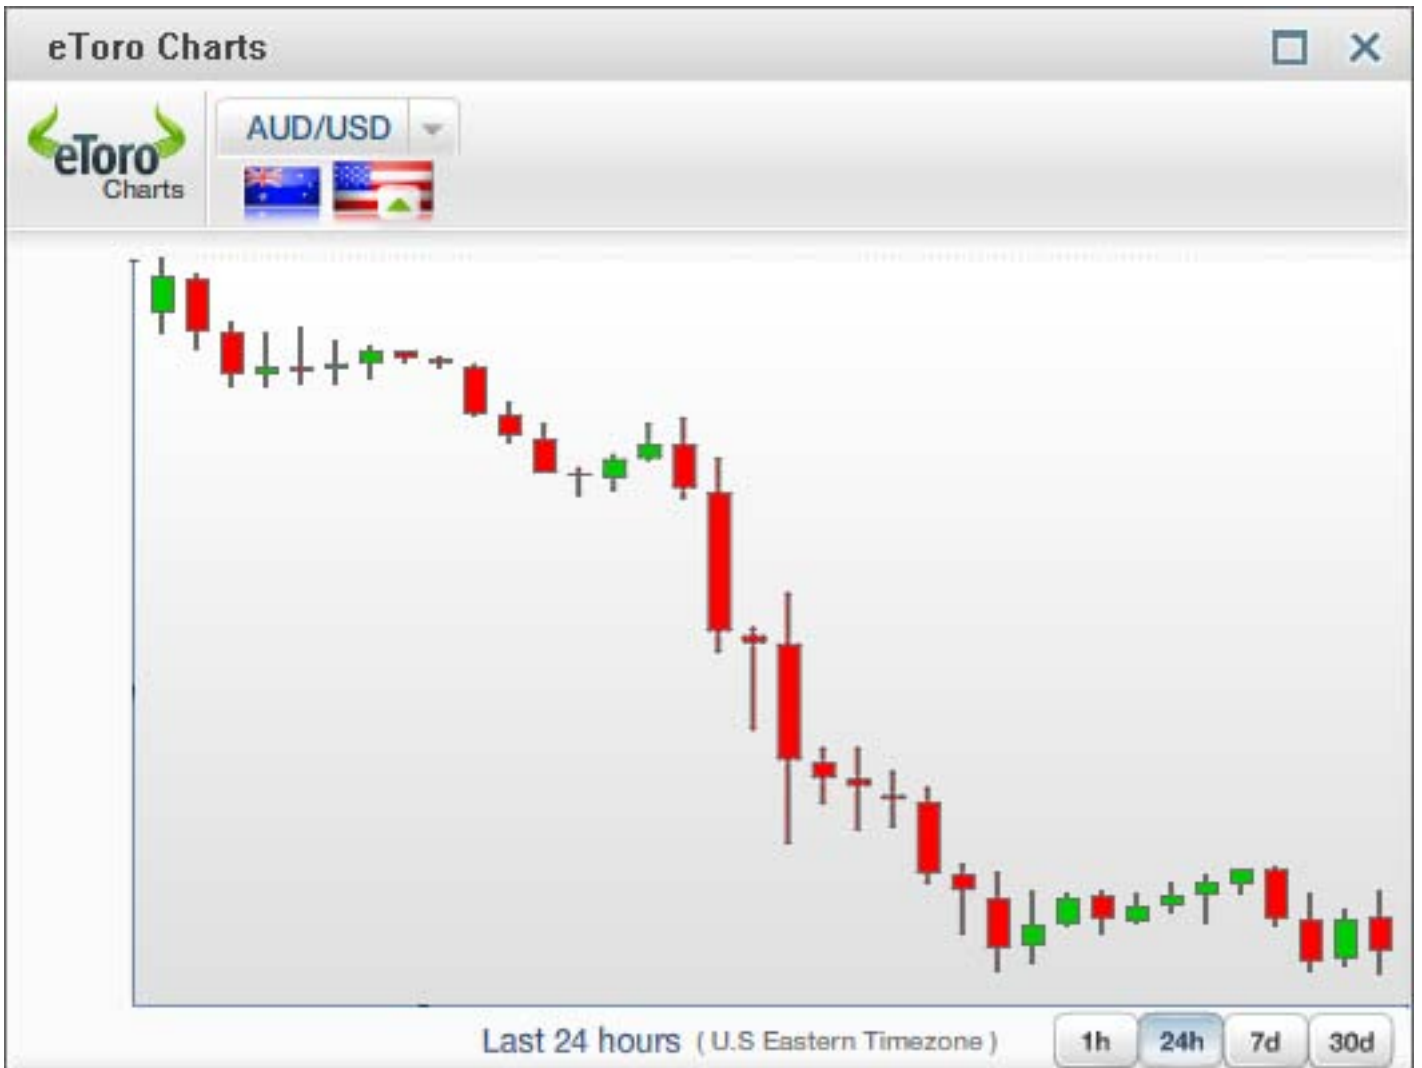 eToro Charts
eToro
Charts
AUD/USD
Last 24 hours ( U.S Eastern Timezone )
1h 24h 7d 30d